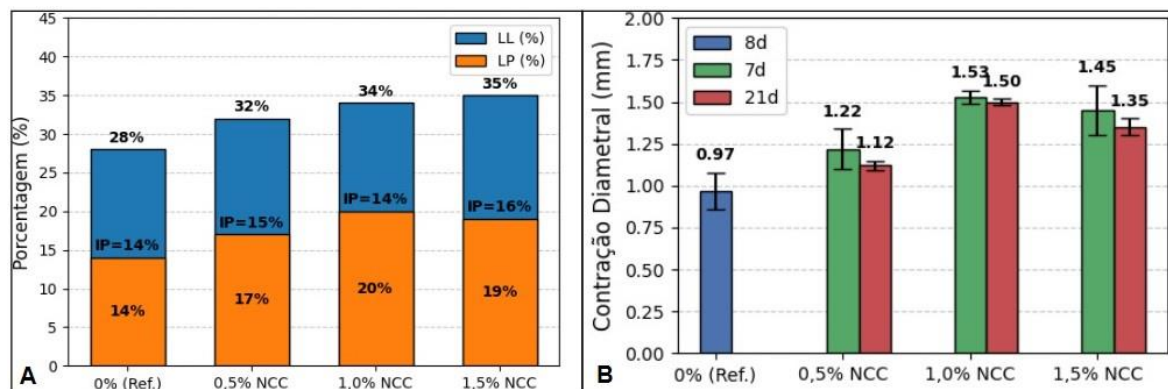 Porcentagem (%)
45
40
35
30
25
20
15
10
5
0
LL (%)
LP (%)
28%
32%
34%
35%
IP=14%
IP=15%
IP=14%
IP=16%
14%
17%
20%
19%
0% (Ref.)
0,5% NCC
1,0% NCC
1,5% NCC
A
Contração Diametral (mm)
2.00
1.75
1.50
1.25
1.00
0.75
0.50
0.25
0.00
8d
7d
21d
0.97
1.22
1.12
1.53
1.50
1.45
1.35
0% (Ref.)
0,5% NCC
1,0% NCC
1,5% NCC
B